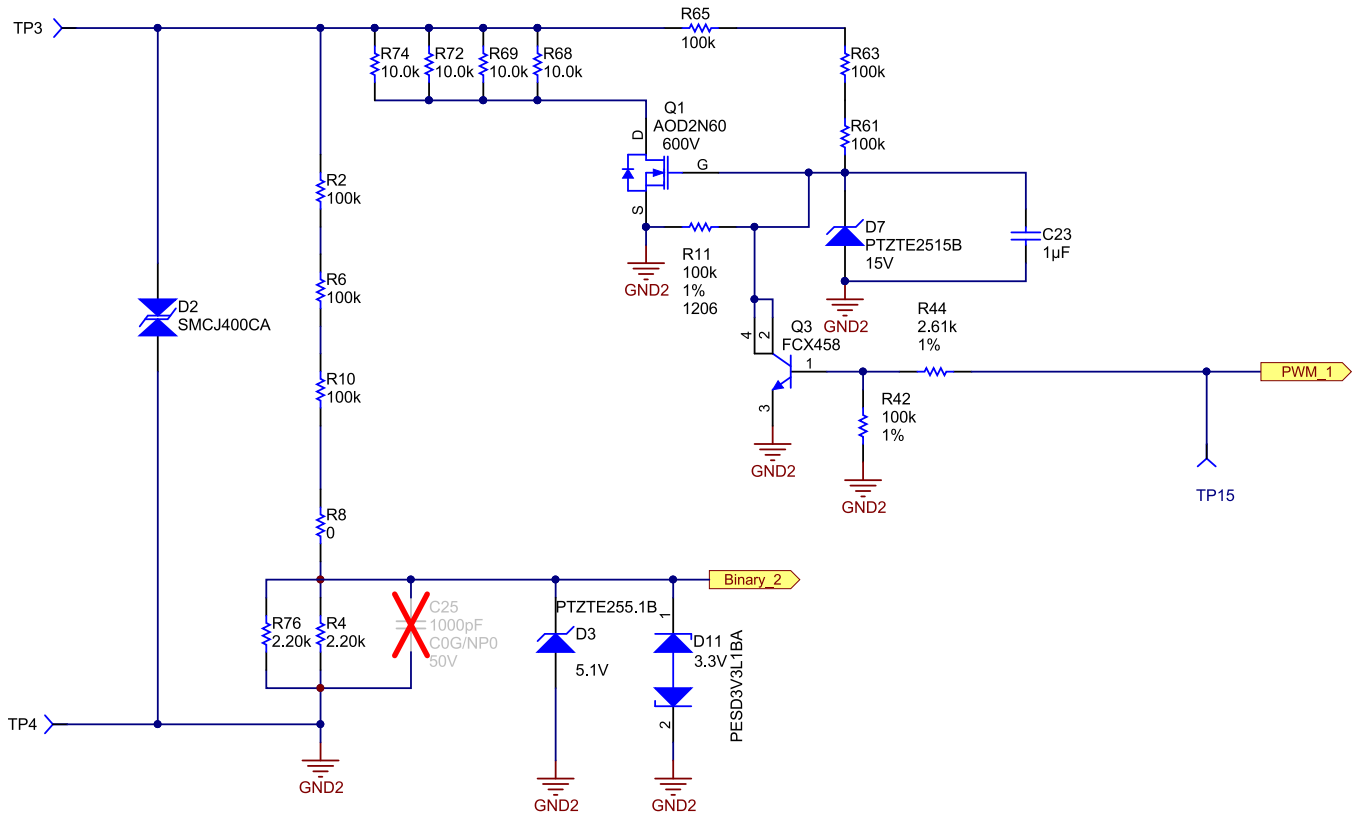 TP3
R65
100k
R74
10.0k
R72
10.0k
R69
10.0k
R68
10.0k
R63
100k
Q1
AOD2N60
600V
D
G
S
R61
100k
R2
100k
R11
100k
1%
1206
GND2
D7
PTZTE2515B
15V
C23
1µF
GND2
R6
100k
D2
SMCJ400CA
R44
2.61k
1%
4
2
Q3
FCX458
1
3
PWM_1
R10
100k
R42
100k
1%
GND2
GND2
TP15
R8
0
Binary_2
R76
2.20k
R4
2.20k
C25
1000pF
C0G/NP0
50V
PTZTE255.1B
D3
5.1V
1
D11
3.3V
2
PESD3V3L1BA
TP4
GND2
GND2
GND2